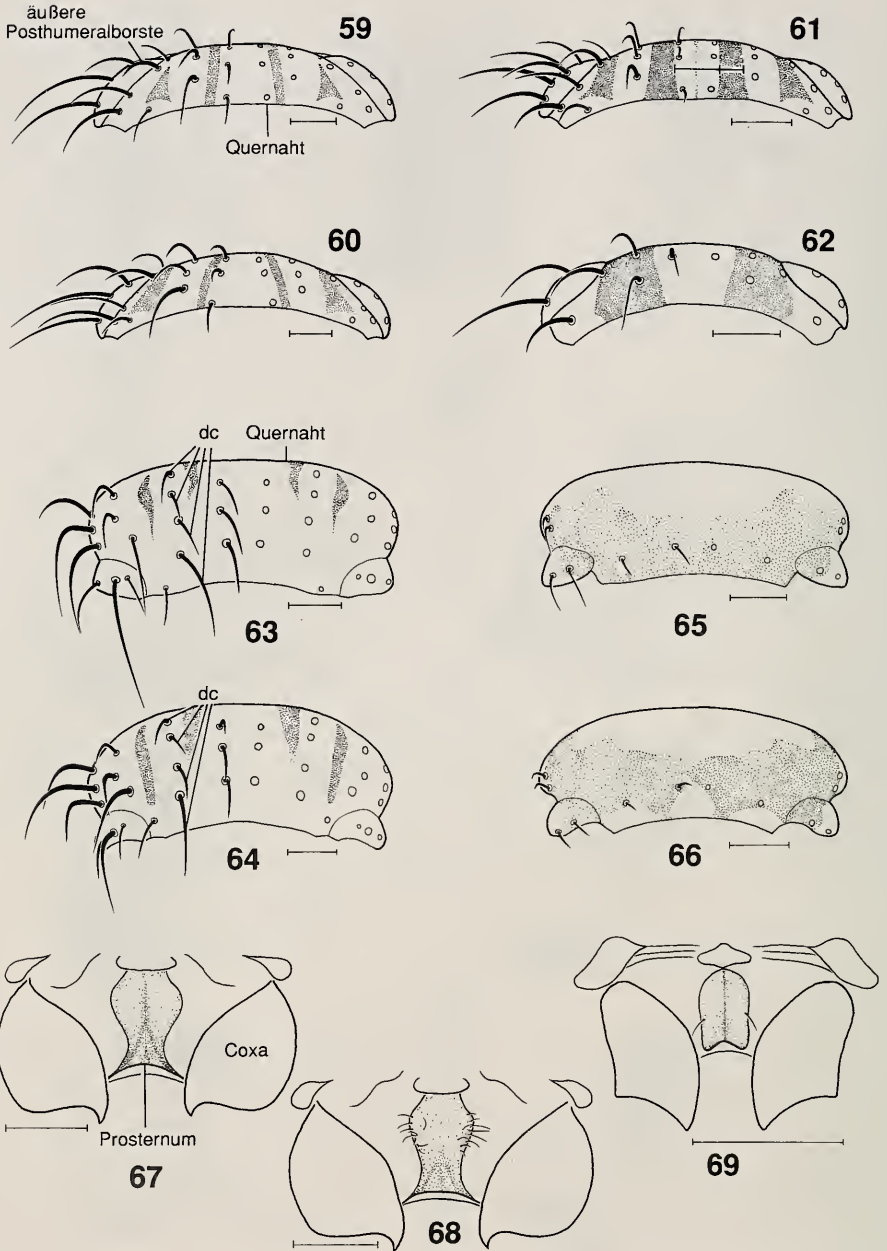 äußere
Posthumeralborste
59
61
Quernaht
60
62
dc
Quernaht
63
65
dc
64
66
Coxa
Prosternum
67
68
69